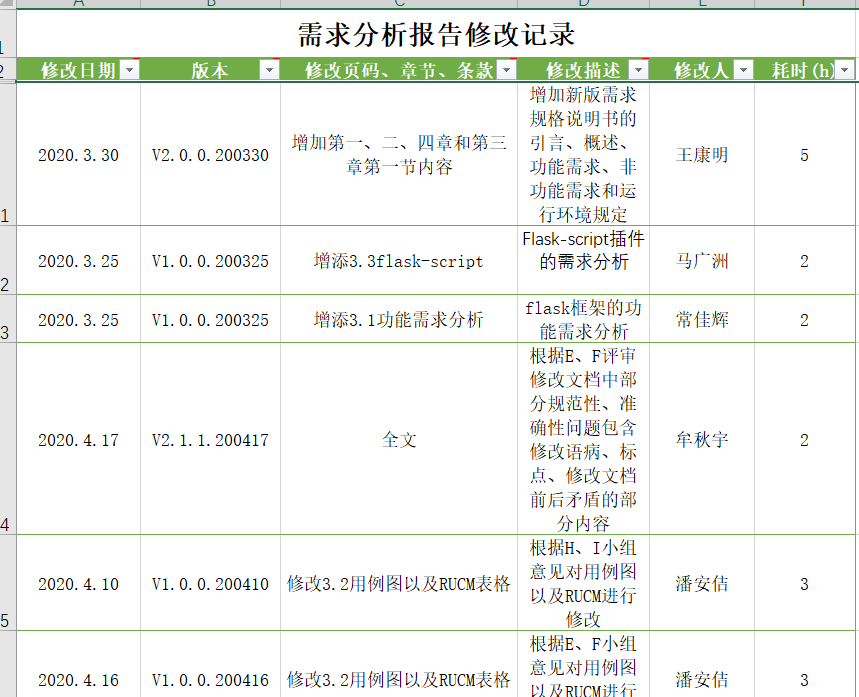 A B C D E F
需求分析报告修改记录
修改日期 版本 修改页码、章节、条款 修改描述 修改人 耗时(h)
2020.3.30 V2.0.0.200330 增加第一、二、四章和第三
章第一节内容
增加新版需求
规格说明书的
引言、概述、
功能需求、非
功能需求和运
行环境规定
王康明 5
2020.3.25 V1.0.0.200325 增添3.3flask-script
Flask-script插件
的需求分析
马广洲 2
2020.3.25 V1.0.0.200325 增添3.1功能需求分析
flask框架的功
能需求分析
常佳辉 2
2020.4.17 V2.1.1.200417 全文
根据E、F评审
修改文档中部
分规范性、准
确性问题包含
修改语病、标
点、修改文档
前后矛盾的部
分内容
牟秋宇 2
2020.4.10 V1.0.0.200410 修改3.2用例图以及RUCM表格
根据H、I小组
意见对用例图
以及RUCM进行
修改
潘安佶 3
2020.4.16 V1.0.0.200416 修改3.2用例图以及RUCM表格
根据E、F小组
意见对用例图
以及RUCM进行
潘安佶 3